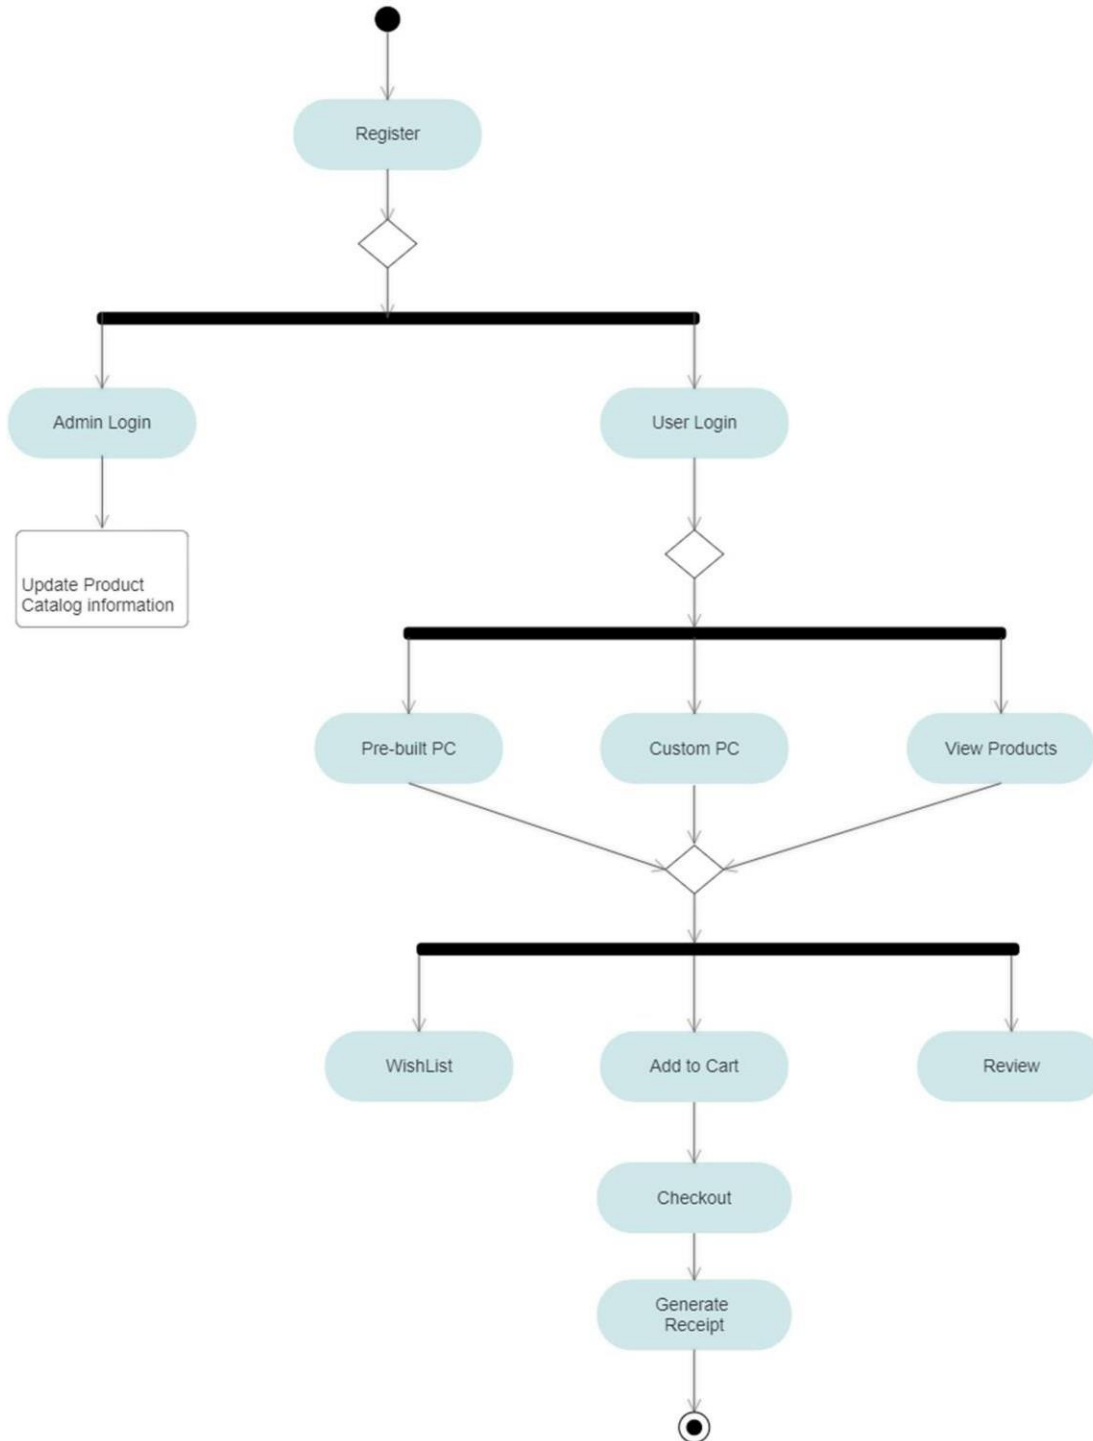 Register
Admin Login
User Login
Update Product
Catalog information
Pre-built PC
Custom PC
View Products
WishList
Add to Cart
Review
Checkout
Generate
Receipt